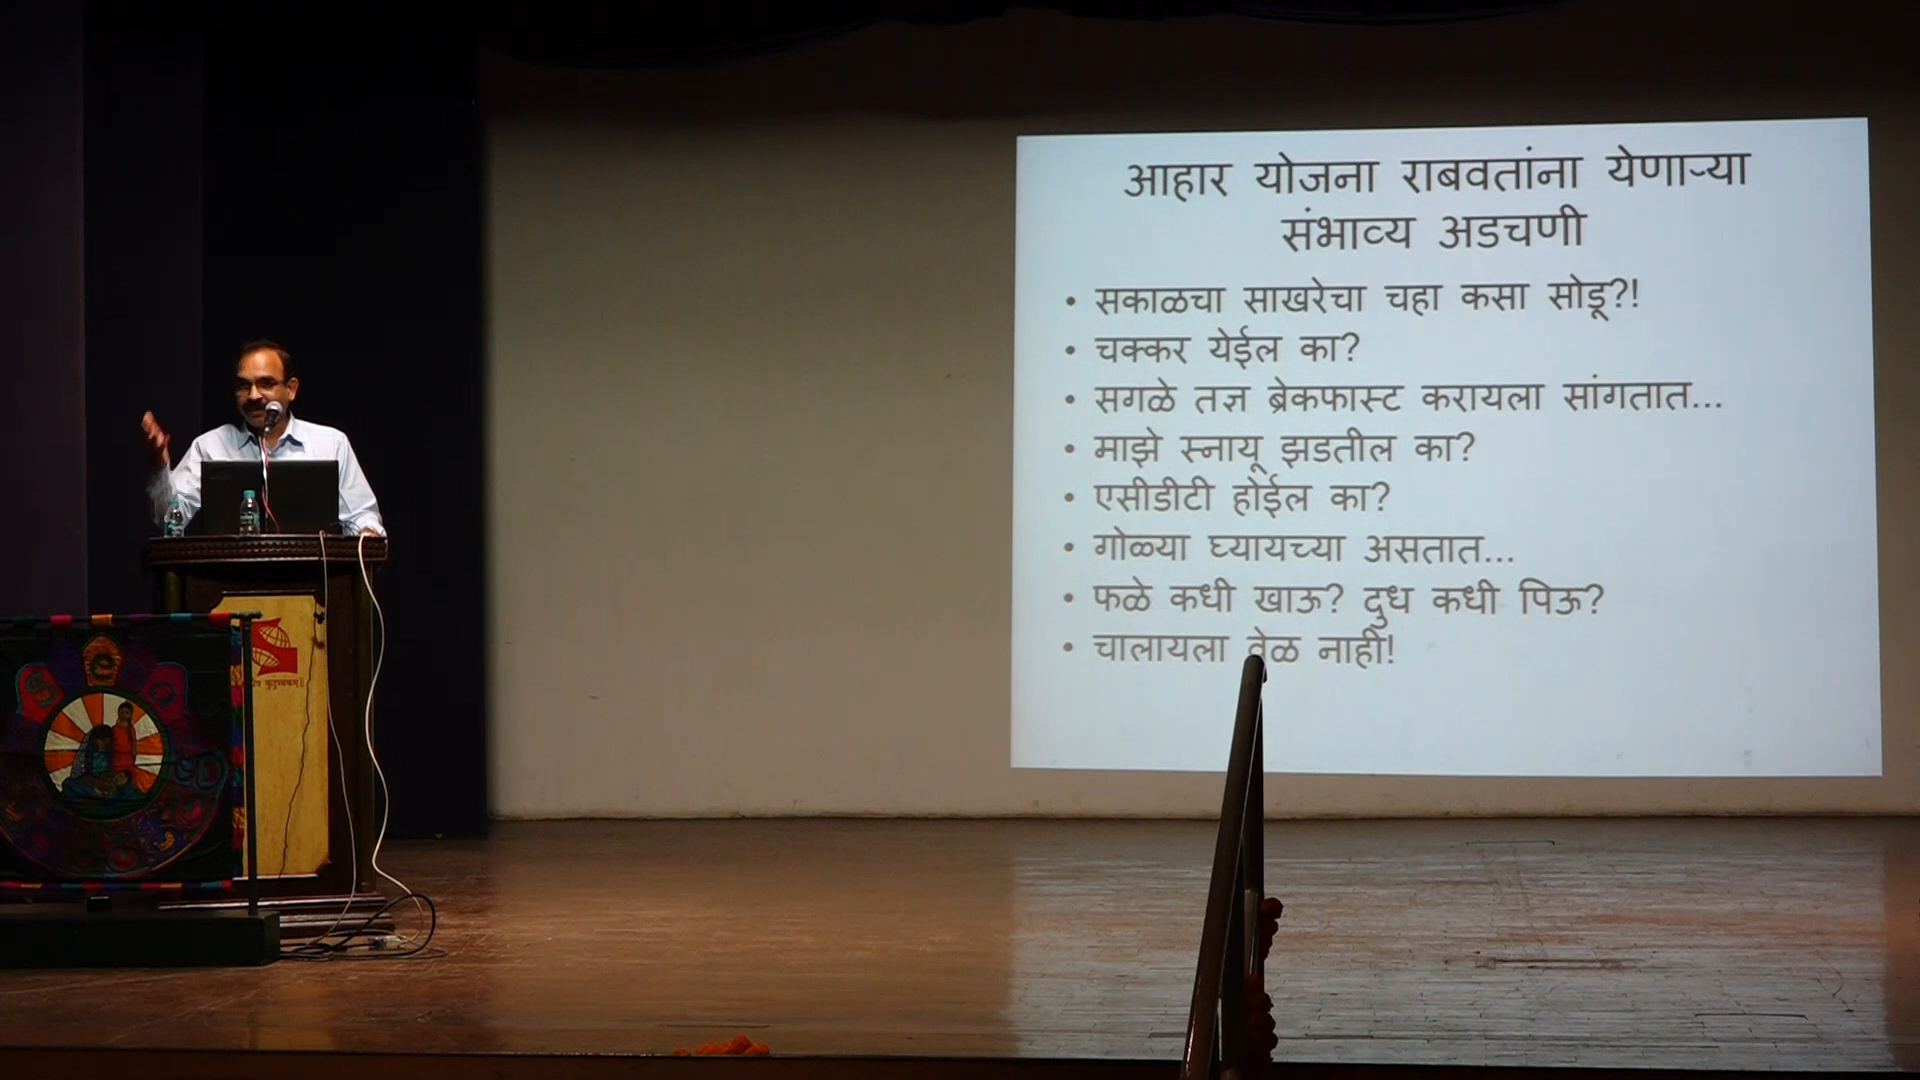 आहार योजना राबवतांना येणाऱ्या
संभाव्य अडचणी
• सकाळचा साखरेचा चहा कसा सोडू?!
• चक्कर येईल का?
• सगळे तज्ञ ब्रेकफास्ट करायला सांगतात...
• माझे स्नायू झडतील का?
• एसीडीटी होईल का?
• गोळ्या घ्यायच्या असतात...
• फळे कधी खाऊ? दुध कधी पिऊ?
• चालायला वेळ नाही!